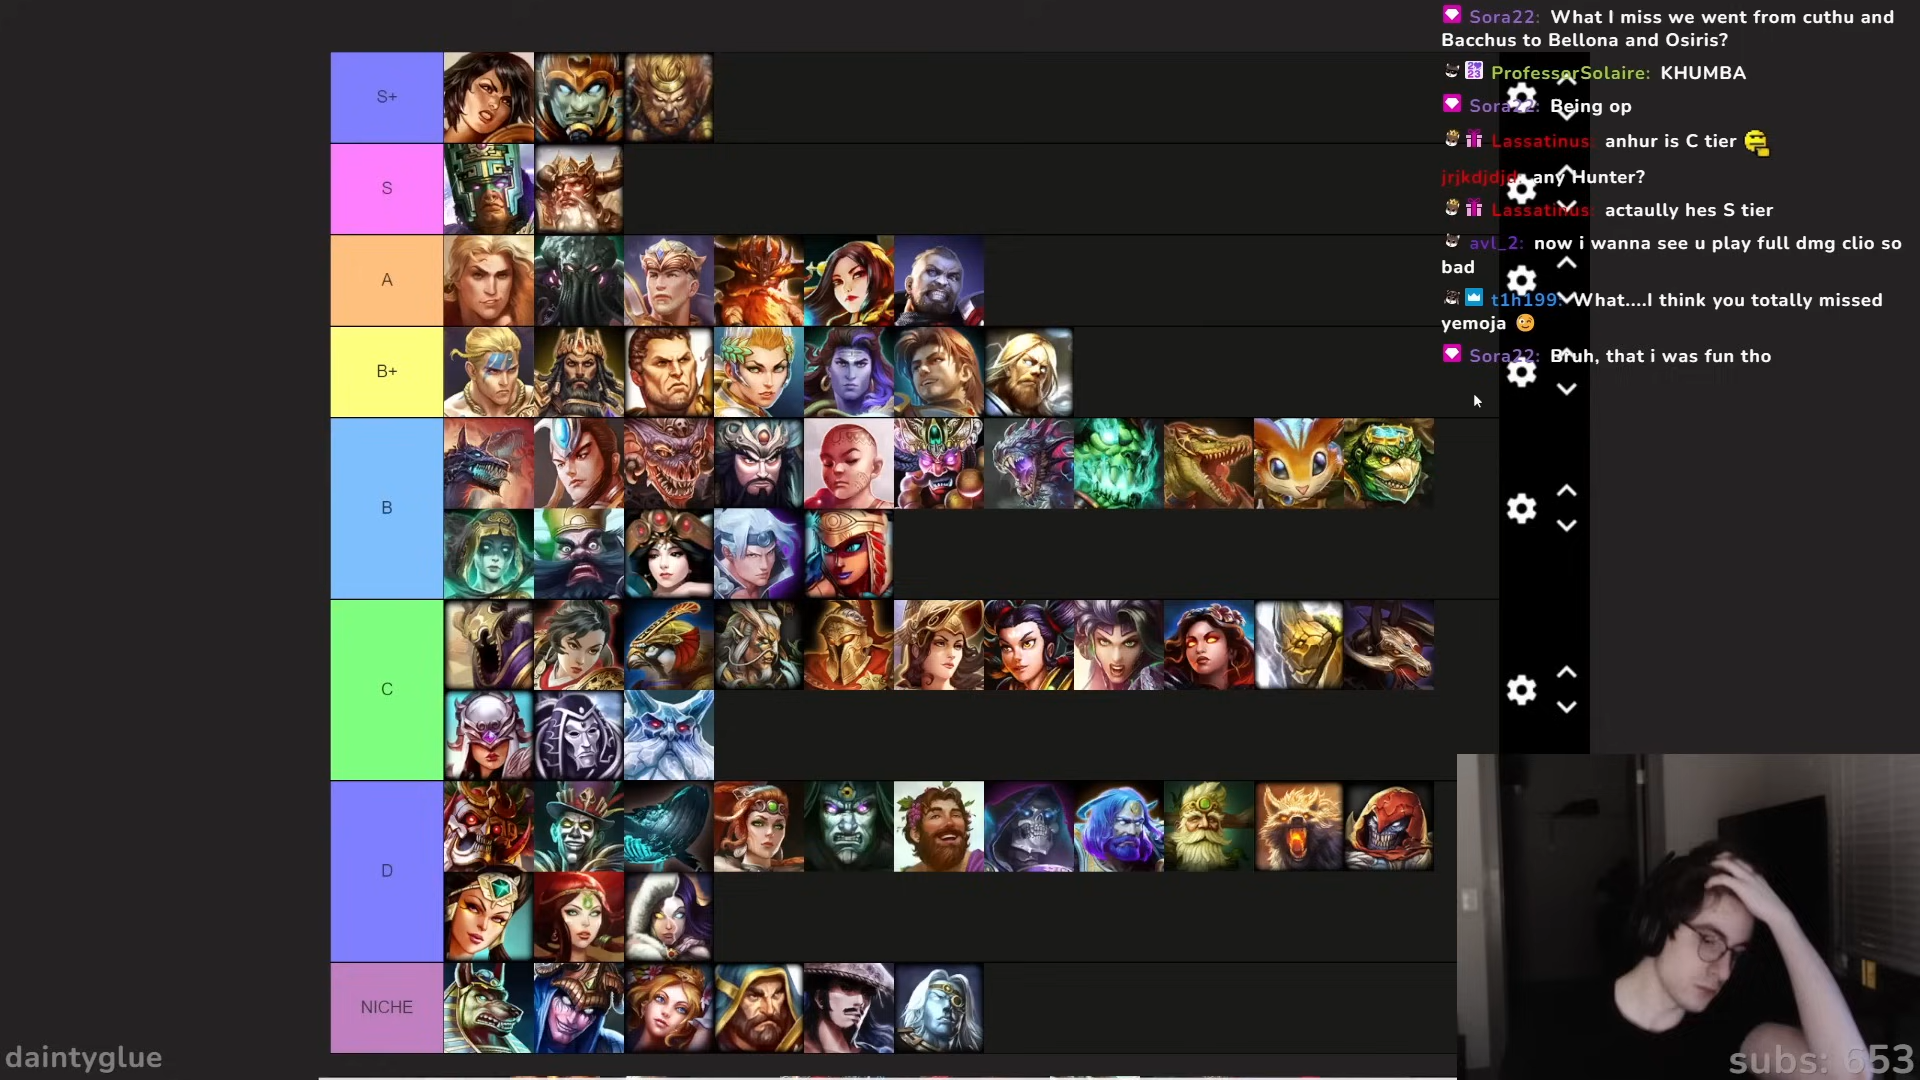 Sora22: What I miss we went from cuthu and
Bacchus to Bellona and Osiris?
ProfessorSolaire: KHUMBA
Sora22: Being op
Lassatinus: anhur is C tier
jrjkdjdjd: any Hunter?
Lassatinus: actaully hes S tier
avl_2: now i wanna see u play full dmg clio so
bad
t1h199: What....I think you totally missed
yemoja
Sora22: Bruh, that i was fun tho
S+
S
A
B+
B
C
D
NICHE
daintyglue
subs: 653